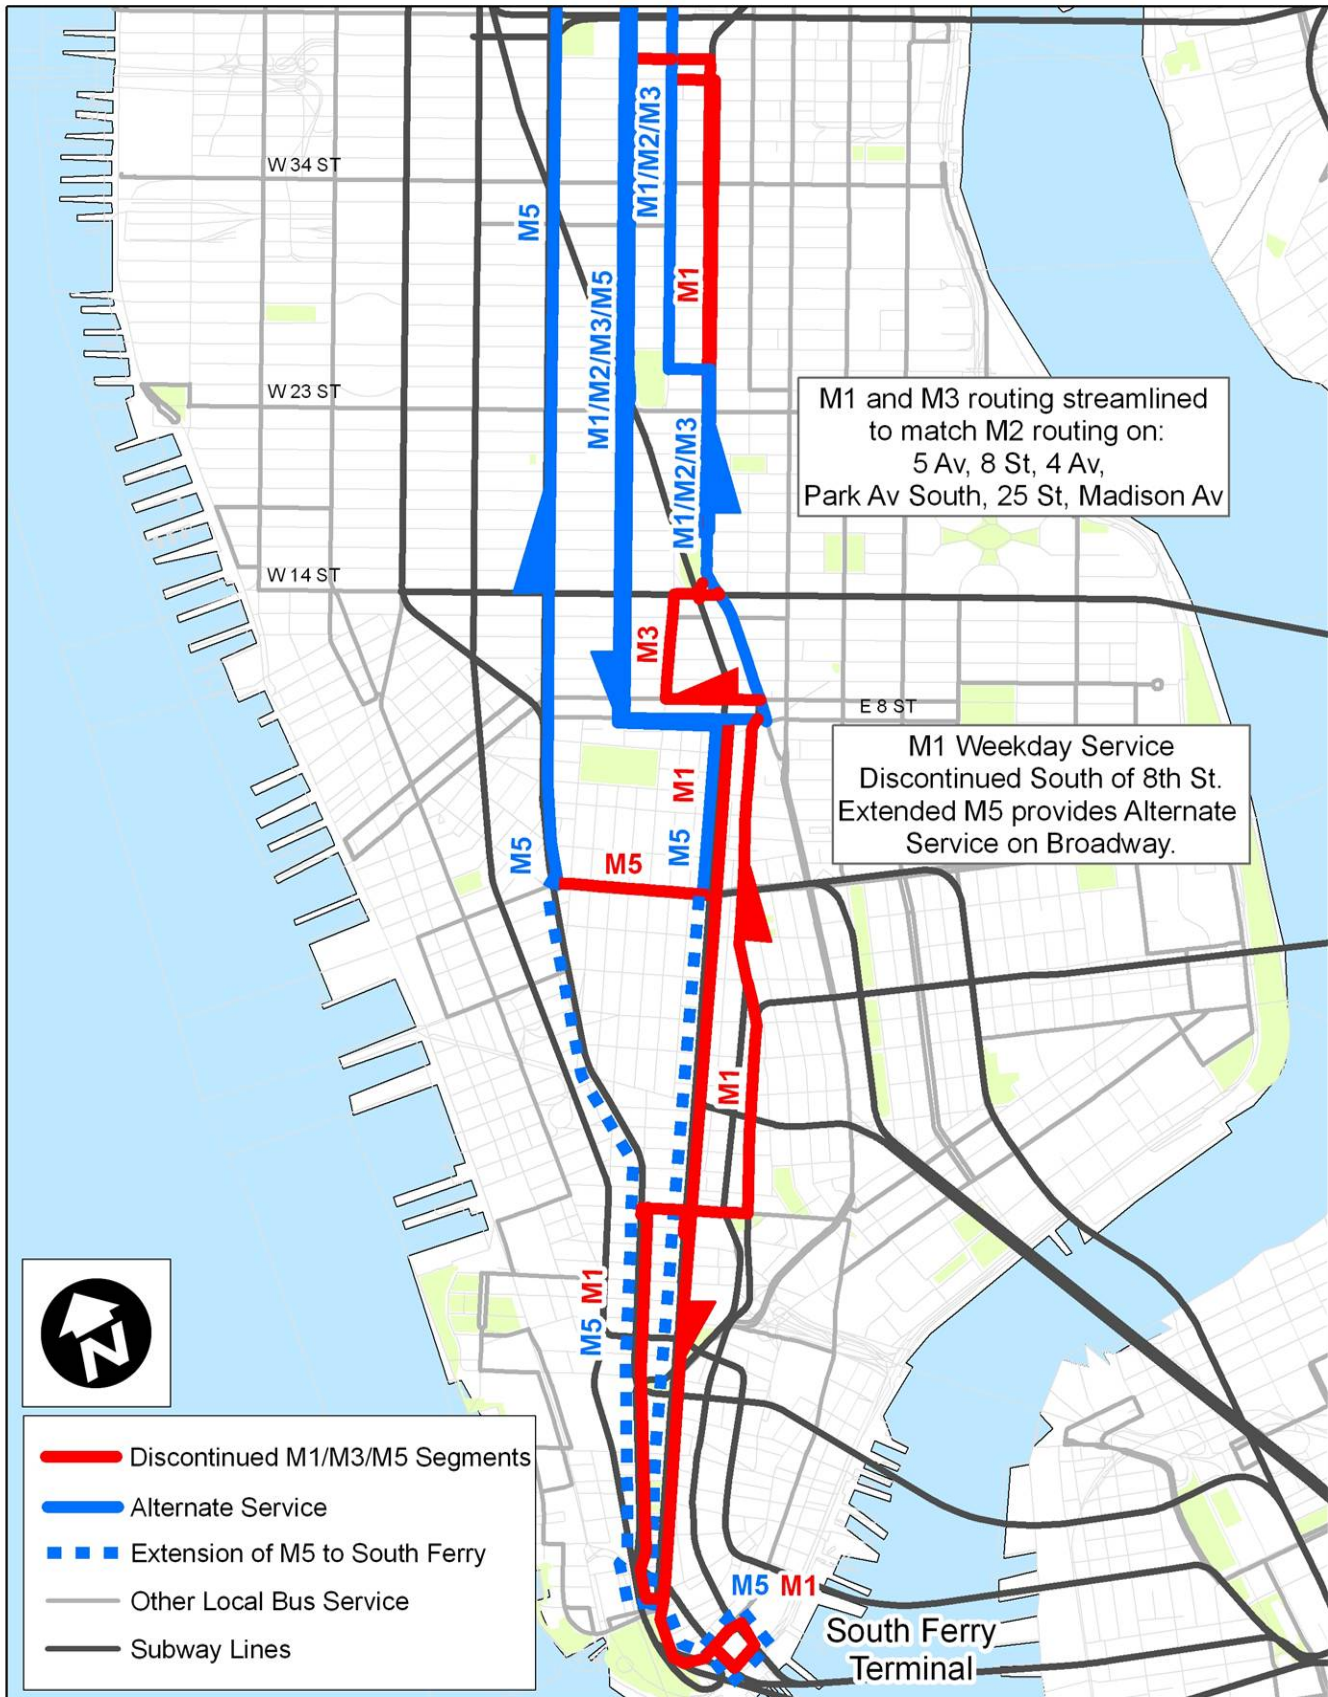 M1/M2/M3
W 34 ST
M5
M1
M1/M2/M3/M5
W 23 ST
M1 and M3 routing streamlined
to match M2 routing on:
5 Av, 8 St, 4 Av,
Park Av South, 25 St, Madison Av
M1/M2/M3
W 14 ST
M3
E 8 ST
M1 Weekday Service
Discontinued South of 8th St.
Extended M5 provides Alternate
Service on Broadway.
M1
M5
M5
M5
M1
M1
M5
N
Discontinued M1/M3/M5 Segments
Alternate Service
Extension of M5 to South Ferry
Other Local Bus Service
Subway Lines
M5 M1
South Ferry
Terminal